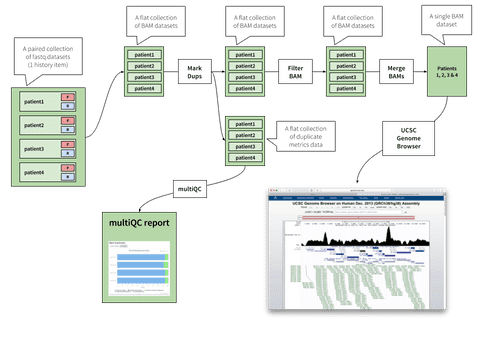 A paired collection
of fastq datasets
(1 history item)
patient1
F
R
patient2
F
R
patient3
F
R
patient4
F
R
A flat collection
of BAM datasets
patient1
patient2
patient3
patient4
Mark
Dups
A flat collection
of BAM datasets
patient1
patient2
patient3
patient4
Filter
BAM
A flat collection
of BAM datasets
patient1
patient2
patient3
patient4
Merge
BAMs
A single BAM
dataset
Patients
1, 2, 3 & 4
patient1
patient2
patient3
patient4
A flat collection
of duplicate
metrics data
multiQC
multiQC report
UCSC
Genome
Browser
UCSC Genome Browser on Human Dec. 2013 (GRCh38/hg38) Assembly